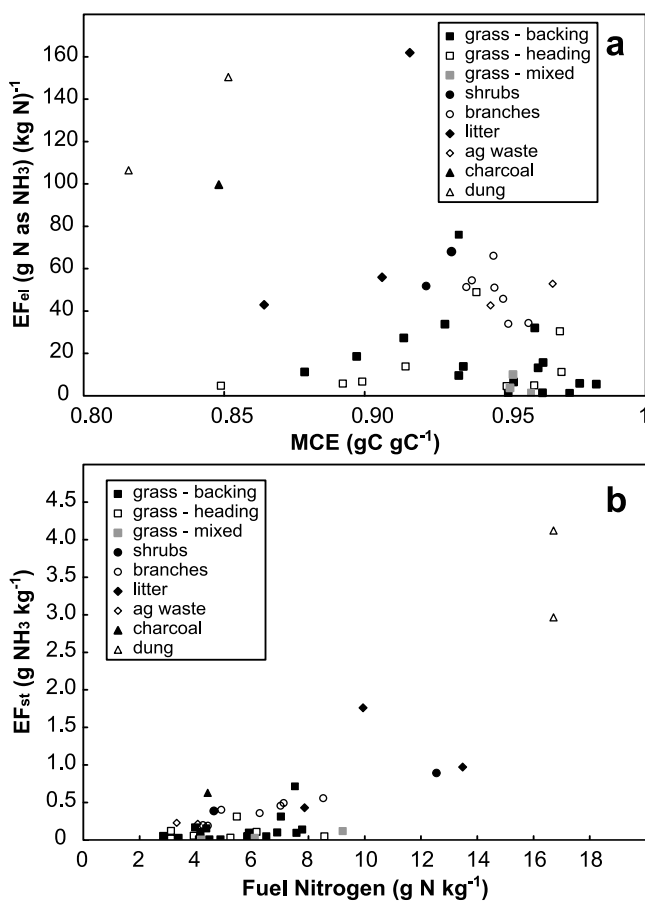 a
160
140
120
100
80
60
40
20
0
EFel (g N as NH3) (kg N)-1
grass - backing
grass - heading
grass - mixed
shrubs
branches
litter
ag waste
charcoal
dung
0.80 0.85 0.90 0.95 1
MCE (gC gC-1)
b
4.5
4.0
3.5
3.0
2.5
2.0
1.5
1.0
0.5
0
EFst (g NH3 kg-1)
grass - backing
grass - heading
grass - mixed
shrubs
branches
litter
ag waste
charcoal
dung
0 2 4 6 8 10 12 14 16 18
Fuel Nitrogen (g N kg-1)